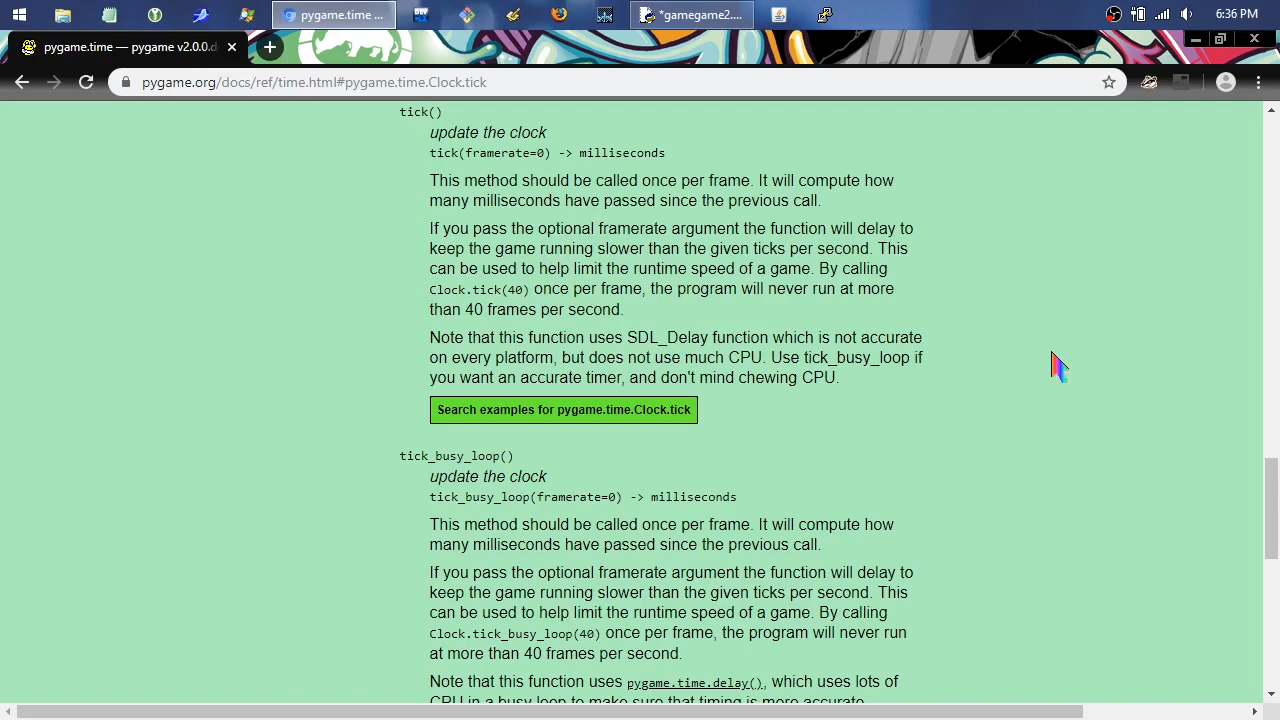 pygame.time ...
*gamegame2....
6:36 PM
pygame.time — pygame v2.0.0.d
pygame.org/docs/ref/time.html#pygame.time.Clock.tick
tick()
update the clock
tick(framerate=0) -> milliseconds
This method should be called once per frame. It will compute how
many milliseconds have passed since the previous call.
If you pass the optional framerate argument the function will delay to
keep the game running slower than the given ticks per second. This
can be used to help limit the runtime speed of a game. By calling
Clock.tick(40) once per frame, the program will never run at more
than 40 frames per second.
Note that this function uses SDL_Delay function which is not accurate
on every platform, but does not use much CPU. Use tick_busy_loop if
you want an accurate timer, and don't mind chewing CPU.
Search examples for pygame.time.Clock.tick
tick_busy_loop()
update the clock
tick_busy_loop(framerate=0) -> milliseconds
This method should be called once per frame. It will compute how
many milliseconds have passed since the previous call.
If you pass the optional framerate argument the function will delay to
keep the game running slower than the given ticks per second. This
can be used to help limit the runtime speed of a game. By calling
Clock.tick_busy_loop(40) once per frame, the program will never run
at more than 40 frames per second.
Note that this function uses pygame.time.delay(), which uses lots of
CPU in a busy loop to make sure that timing is more accurate.